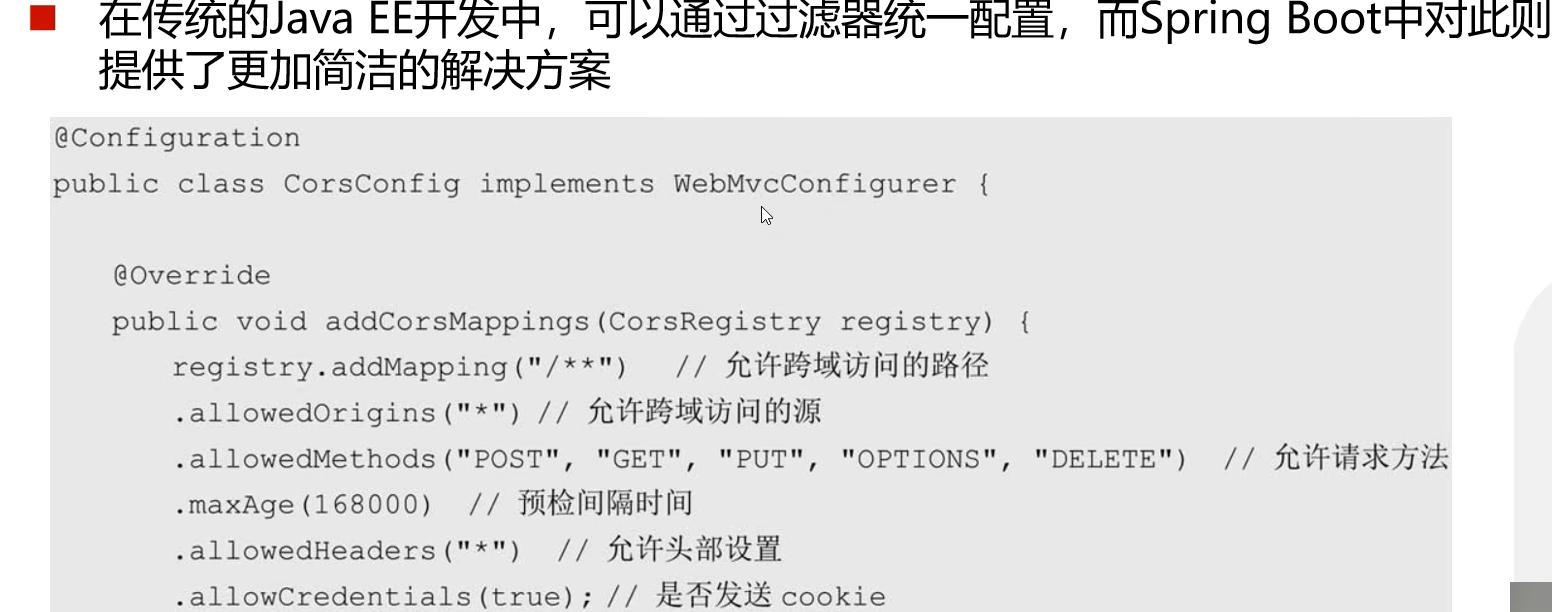 在传统的Java EE开发中，可以通过过滤器统一配置，而Spring Boot中对此则
提供了更加简洁的解决方案
@Configuration
public class CorsConfig implements WebMvcConfigurer {
@Override
public void addCorsMappings(CorsRegistry registry) {
registry.addMapping("/**") // 允许跨域访问的路径
.allowedOrigins("*") // 允许跨域访问的源
.allowedMethods("POST", "GET", "PUT", "OPTIONS", "DELETE") // 允许请求方法
.maxAge(168000) // 预检间隔时间
.allowedHeaders("*") // 允许头部设置
.allowCredentials(true); // 是否发送 cookie